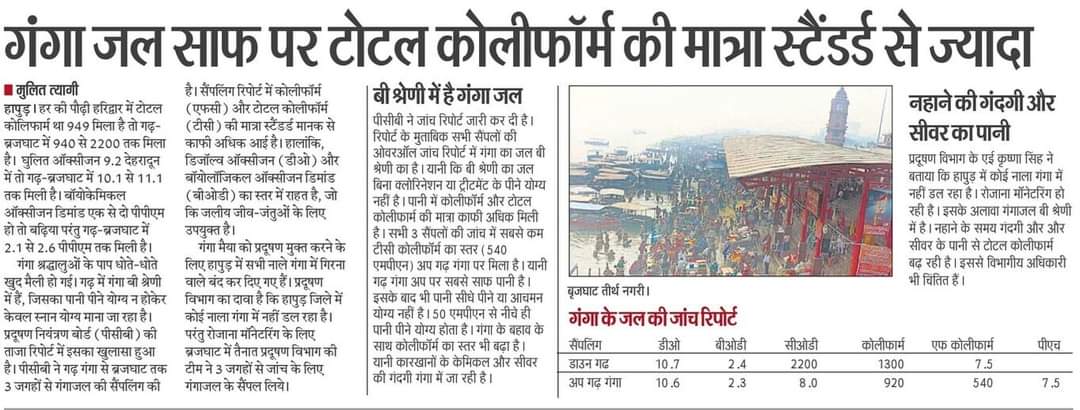 गंगा जल साफ पर टोटल कोलीफॉर्म की मात्रा स्टैंडर्ड से ज्यादा
■ मुलित त्यागी
हापुड़। हर की पौढ़ी हरिद्वार में टोटल
कोलिफार्म था 949 मिला है तो गढ़-
ब्रजघाट में 940 से 2200 तक मिला
है। घुलित ऑक्सीजन 9.2 देहरादून
में तो गढ़-ब्रजघाट में 10.1 से 11.1
तक मिली है। बॉयोकेमिकल
ऑक्सीजन डिमांड एक से दो पीपीएम
हो तो बढ़िया परंतु गढ़-ब्रजघाट में
2.1 से 2.6 पीपीएम तक मिली है।
गंगा श्रद्धालुओं के पाप धोते-धोते
खुद मैली हो गई। गढ़ में गंगा बी श्रेणी
में हैं, जिसका पानी पीने योग्य न होकेर
केवल स्नान योग्य माना जा रहा है।
प्रदूषण नियंत्रण बोर्ड (पीसीबी) की
ताजा रिपोर्ट में इसका खुलासा हुआ
है। पीसीबी ने गढ़ गंगा से ब्रजघाट तक
3 जगहों से गंगाजल की सैंपलिंग की
है। सैंपलिंग रिपोर्ट में कोलीफॉर्म
(एफसी) और टोटल कोलीफॉर्म
(टीसी) की मात्रा स्टैंडर्ड मानक से
काफी अधिक आई है। हालांकि,
डिजॉल्व ऑक्सीजन (डीओ) और
बॉयोलॉजिकल ऑक्सीजन डिमांड
(बीओडी) का स्तर में राहत है, जो
कि जलीय जीव-जंतुओं के लिए
उपयुक्त है।
गंगा मैया को प्रदूषण मुक्त करने के
लिए हापुड़ में सभी नाले गंगा में गिरना
वाले बंद कर दिए गए हैं। प्रदूषण
विभाग का दावा है कि हापुड़ जिले में
कोई नाला गंगा में नहीं डल रहा है।
परंतु रोजाना मॉनेटरिंग के लिए
ब्रजघाट में तैनात प्रदूषण विभाग की
टीम ने 3 जगहों से जांच के लिए
गंगाजल के सैंपल लिये।
बी श्रेणी में है गंगा जल
पीसीबी ने जांच रिपोर्ट जारी कर दी है।
रिपोर्ट के मुताबिक सभी सैंपलों की
ओवरऑल जांच रिपोर्ट में गंगा का जल बी
श्रेणी का है। यानी कि बी श्रेणी का जल
बिना क्लोरिनेशन या ट्रीटमेंट के पीने योग्य
नहीं है। पानी में कोलीफॉर्म और टोटल
कोलीफार्म की मात्रा काफी अधिक मिली
है। सभी 3 सैंपलों की जांच में सबसे कम
टीसी कोलीफॉर्म का स्तर (540
एमपीएन) अप गढ़ गंगा पर मिला है। यानी
गढ़ गंगा अप पर सबसे साफ पानी है।
इसके बाद भी पानी सीधे पीने या आचमन
योग्य नहीं है।50 एमपीएन से नीचे ही
पानी पीने योग्य होता है। गंगा के बहाव के
साथ कोलीफॉर्म का स्तर भी बढ़ा है।
यानी कारखानों के केमिकल और सीवर
की गंदगी गंगा में जा रही है।
बृजघाट तीर्थ नगरी।
गंगा के जल की जांच रिपोर्ट
सैंपलिंग डीओ बीओडी सीओडी कोलीफार्म एफ कोलीफार्म पीएच
डाउन गढ 10.7 2.4 2200 1300 7.5
अप गढ़ गंगा 10.6 2.3 8.0 920 540 7.5
नहाने की गंदगी और
सीवर का पानी
प्रदूषण विभाग के एई कृष्णा सिंह ने
बताया कि हापुड़ में कोई नाला गंगा में
नहीं डल रहा है। रोजाना मॉनेटरिंग हो
रही है। इसके अलावा गंगाजल बी श्रेणी
में है। नहाने के समय गंदगी और और
सीवर के पानी से टोटल कोलीफार्म
बढ़ रही है। इससे विभागीय अधिकारी
भी चिंतित हैं।